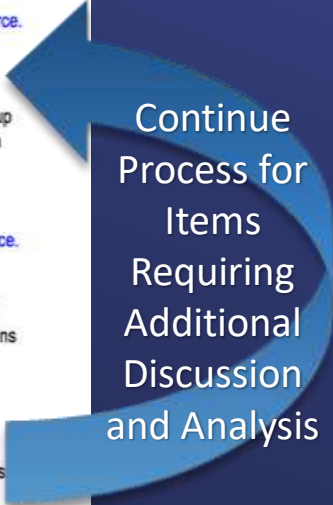 Continue
Process for
Items
Requiring
Additional
Discussion
and Analysis